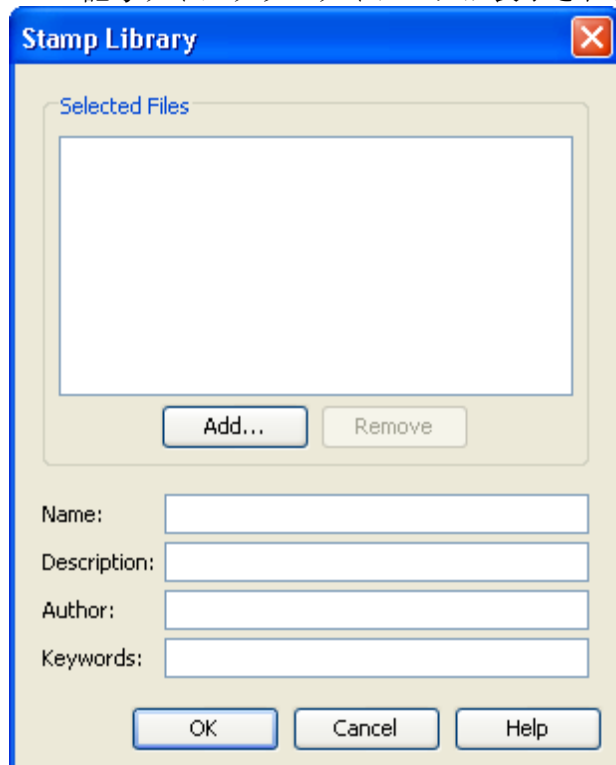 Stamp Library
Selected Files
Add...
Remove
Name:
Description:
Author:
Keywords:
OK
Cancel
Help